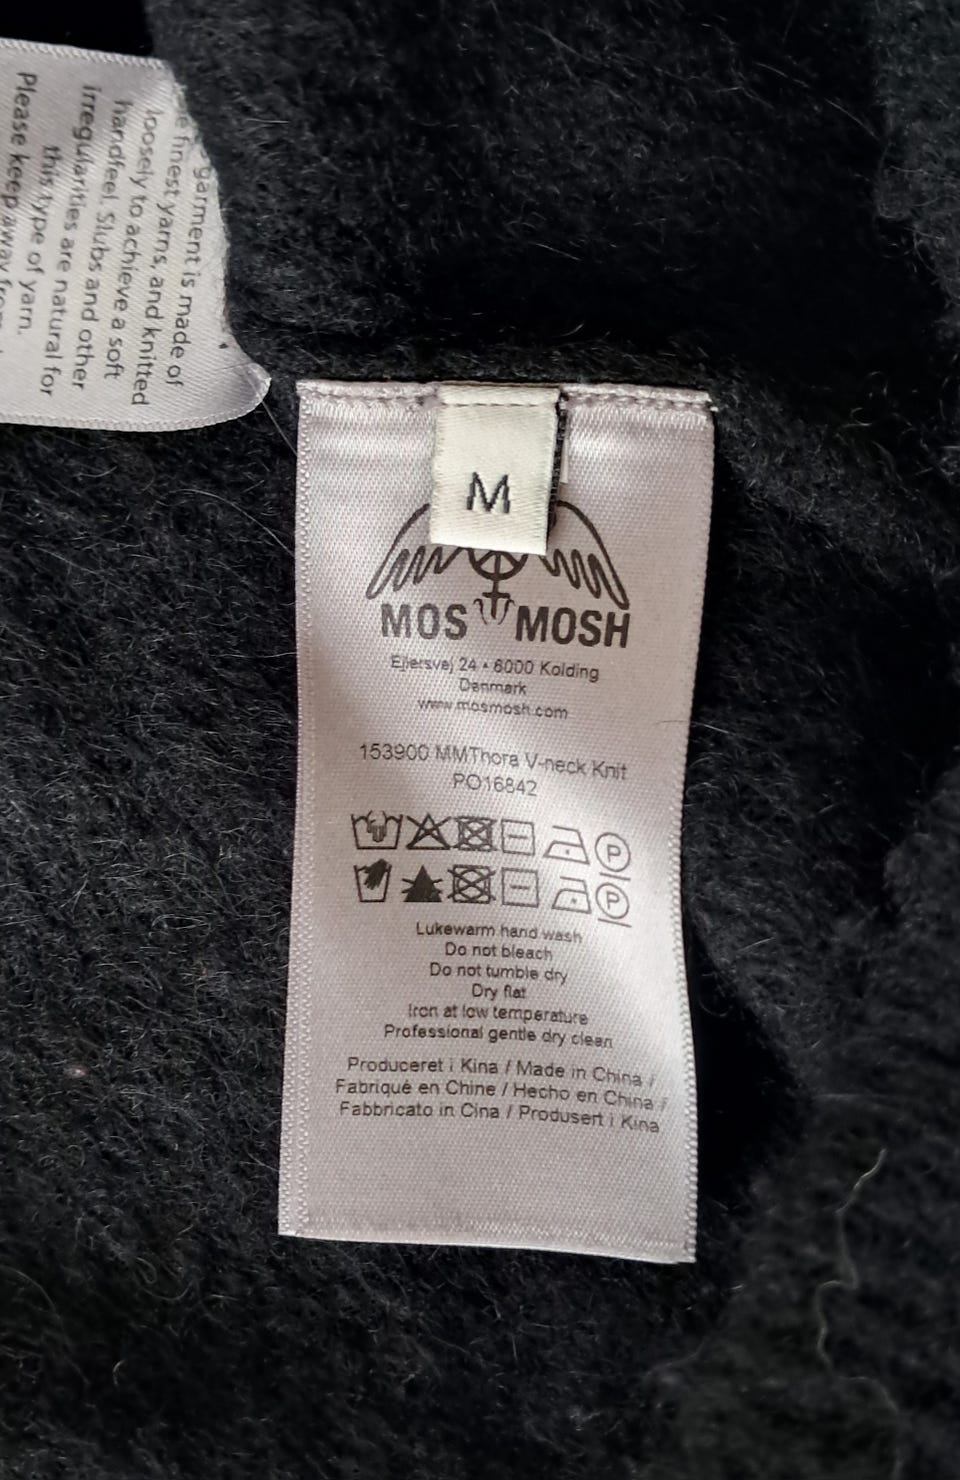 garment is made of
finest yarns, and knitted
loosely to achieve a soft
handfeel. Slubs and other
irregularities are natural for
this type of yarn.
Please keep away from
M
MOS MOSH
Ejlersvej 24 • 6000 Kolding
Denmark
www.mosmosh.com
153900 MMThora V-neck Knit
PO16842
P
P
Lukewarm hand wash
Do not bleach
Do not tumble dry
Dry flat
Iron at low temperature
Professional gentle dry clean
Produceret i Kina / Made in China /
Fabriqué en Chine / Hecho en China /
Fabbricato in Cina / Produsert i Kina